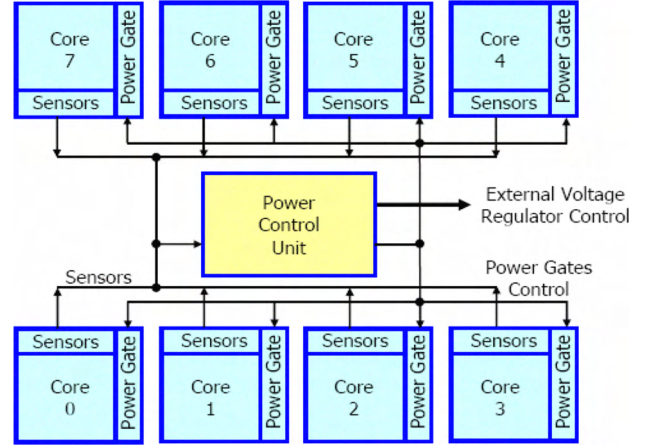 Core
7
Sensors
Power Gate
Core
6
Sensors
Power Gate
Core
5
Sensors
Power Gate
Core
4
Sensors
Power Gate
Power
Control
Unit
External Voltage
Regulator Control
Sensors
Power Gates
Control
Sensors
Core
0
Power Gate
Sensors
Core
1
Power Gate
Sensors
Core
2
Power Gate
Sensors
Core
3
Power Gate